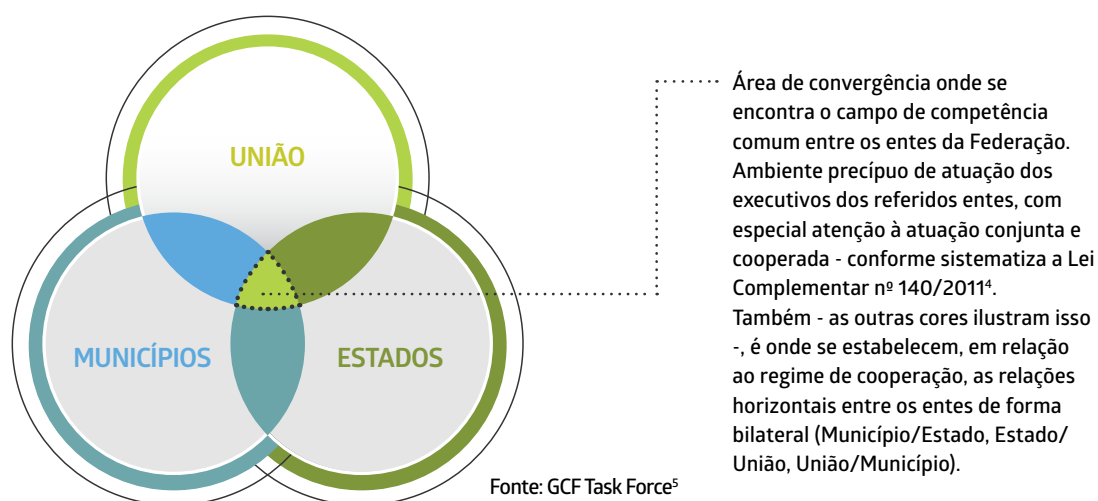 UNIÃO
MUNICÍPIOS
ESTADOS
Área de convergência onde se
encontra o campo de competência
comum entre os entes da Federação.
Ambiente precípuo de atuação dos
executivos dos referidos entes, com
especial atenção à atuação conjunta e
cooperada - conforme sistematiza a Lei
Complementar nº 140/2011⁴.
Também - as outras cores ilustram isso
-, é onde se estabelecem, em relação
ao regime de cooperação, as relações
horizontais entre os entes de forma
bilateral (Município/Estado, Estado/
União, União/Município).
Fonte: GCF Task Force⁵